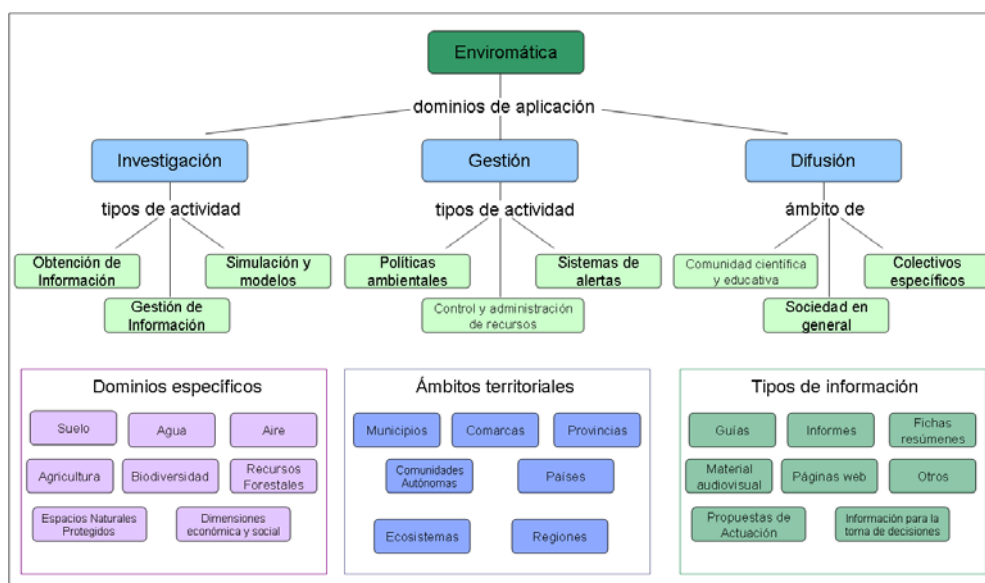 Enviromática
dominios de aplicación
Investigación
Gestión
Difusión
tipos de actividad
tipos de actividad
ámbito de
Obtención de
Información
Simulación y
modelos
Gestión de
Información
Políticas
ambientales
Sistemas de
alertas
Control y administración
de recursos
Comunidad científica
y educativa
Colectivos
específicos
Sociedad en
general
Dominios específicos
Suelo
Agua
Aire
Agricultura
Biodiversidad
Recursos
Forestales
Espacios Naturales
Protegidos
Dimensiones
económica y social
Ámbitos territoriales
Municipios
Comarcas
Provincias
Comunidades
Autónomas
Países
Ecosistemas
Regiones
Tipos de información
Guías
Informes
Fichas
resúmenes
Material
audiovisual
Páginas web
Otros
Propuestas de
Actuación
Información para la
toma de decisiones